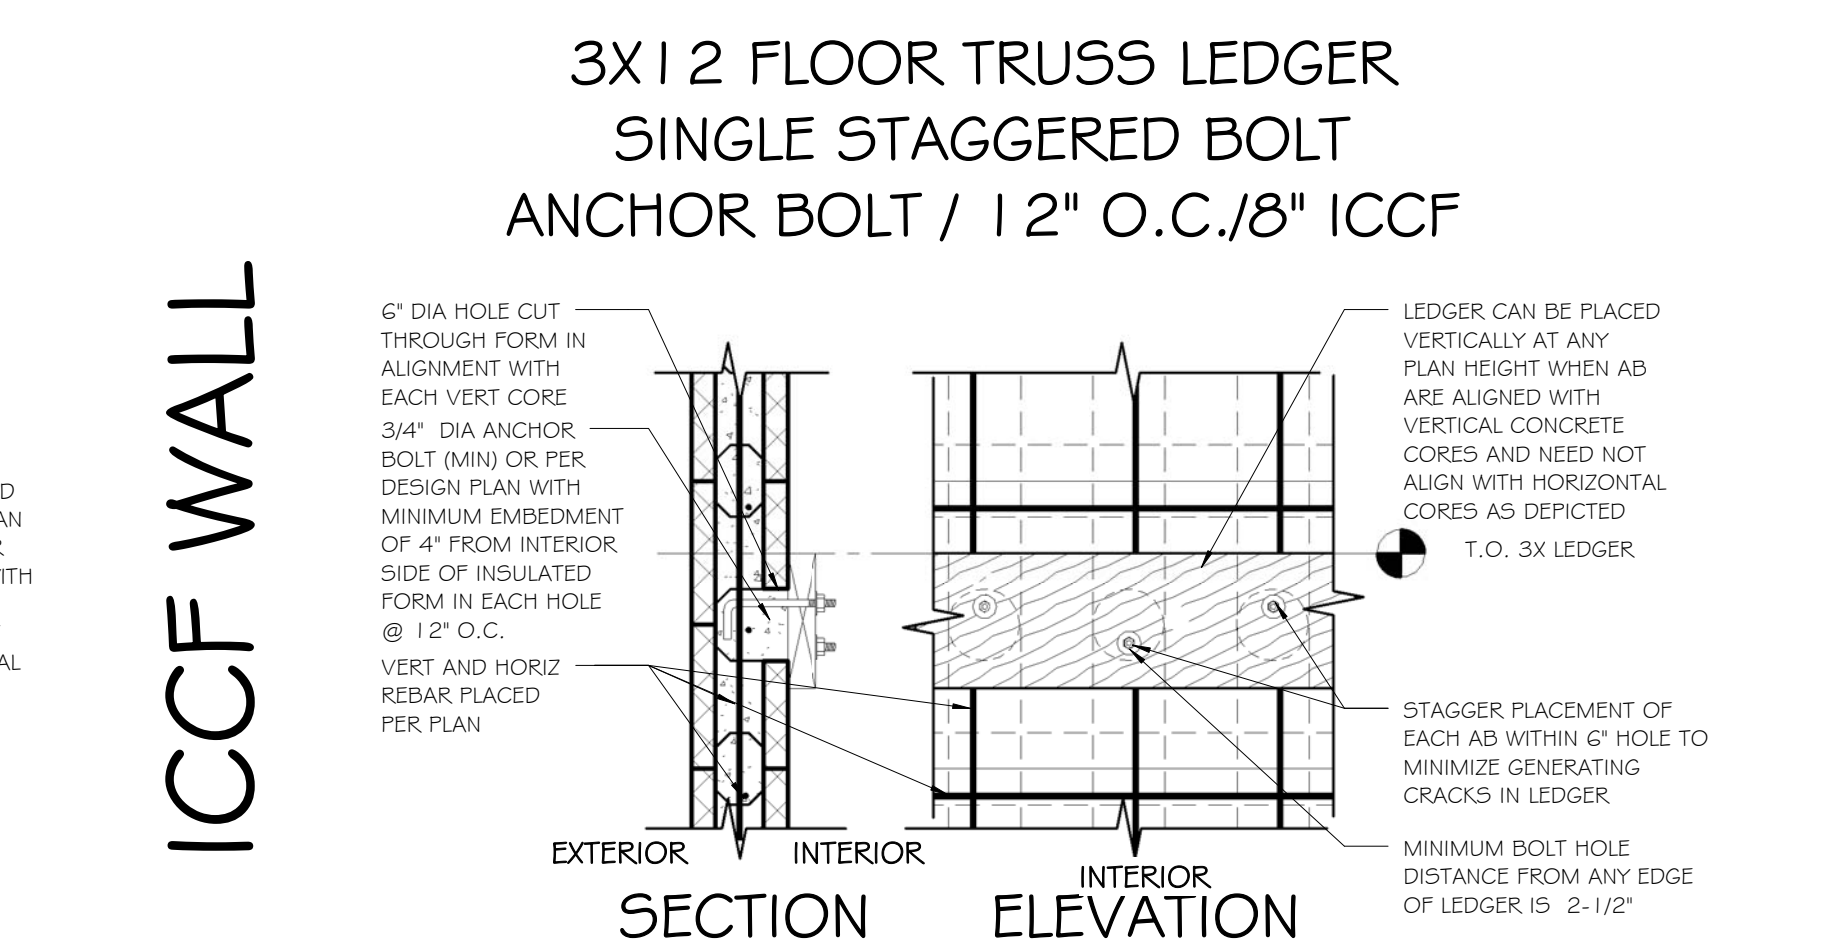 3X12 FLOOR TRUSS LEDGER
SINGLE STAGGERED BOLT
ANCHOR BOLT / 12" O.C./8" ICCF
ICCF WALL
6" DIA HOLE CUT
THROUGH FORM IN
ALIGNMENT WITH
EACH VERT CORE
3/4" DIA ANCHOR
BOLT (MIN) OR PER
DESIGN PLAN WITH
MINIMUM EMBEDMENT
OF 4" FROM INTERIOR
SIDE OF INSULATED
FORM IN EACH HOLE
@ 12" O.C.
VERT AND HORIZ
REBAR PLACED
PER PLAN
LEDGER CAN BE PLACED
VERTICALLY AT ANY
PLAN HEIGHT WHEN AB
ARE ALIGNED WITH
VERTICAL CONCRETE
CORES AND NEED NOT
ALIGN WITH HORIZONTAL
CORES AS DEPICTED
T.O. 3X LEDGER
STAGGER PLACEMENT OF
EACH AB WITHIN 6" HOLE TO
MINIMIZE GENERATING
CRACKS IN LEDGER
MINIMUM BOLT HOLE
DISTANCE FROM ANY EDGE
OF LEDGER IS 2-1/2"
EXTERIOR
INTERIOR
SECTION
INTERIOR
ELEVATION